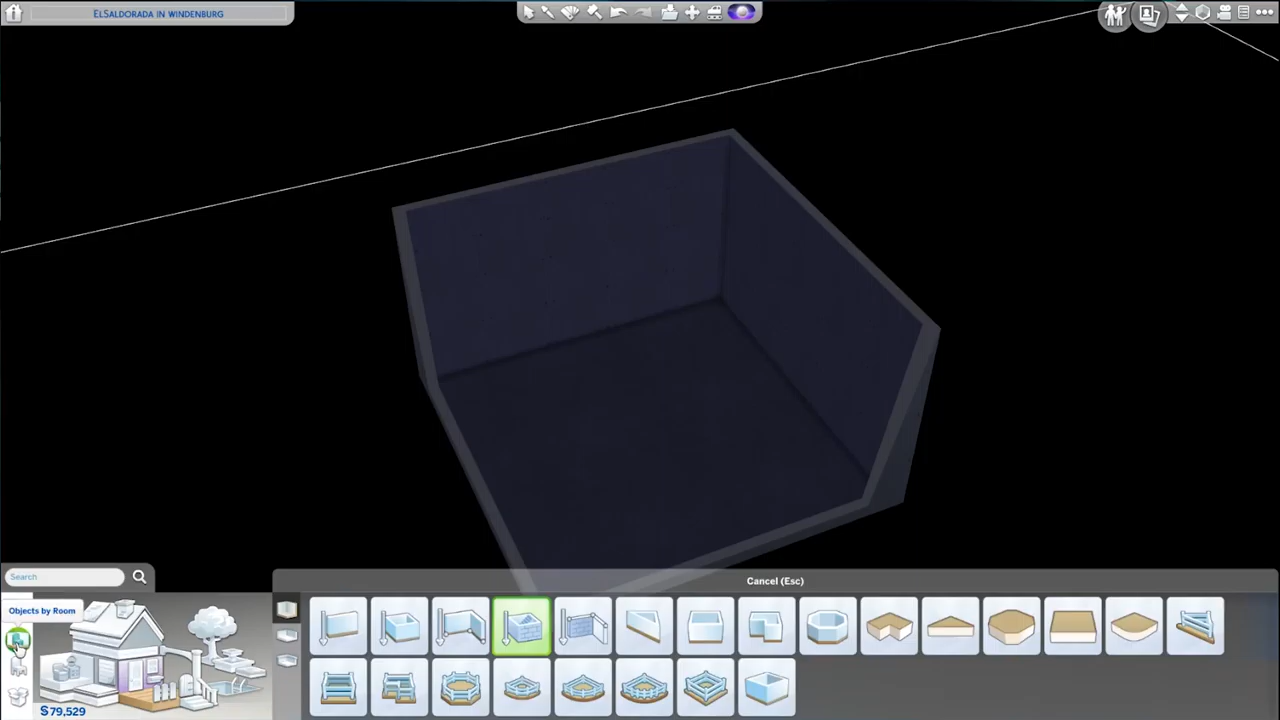 ElSaldorada in Windenburg
Search
Cancel (Esc)
Objects by Room
§79,529